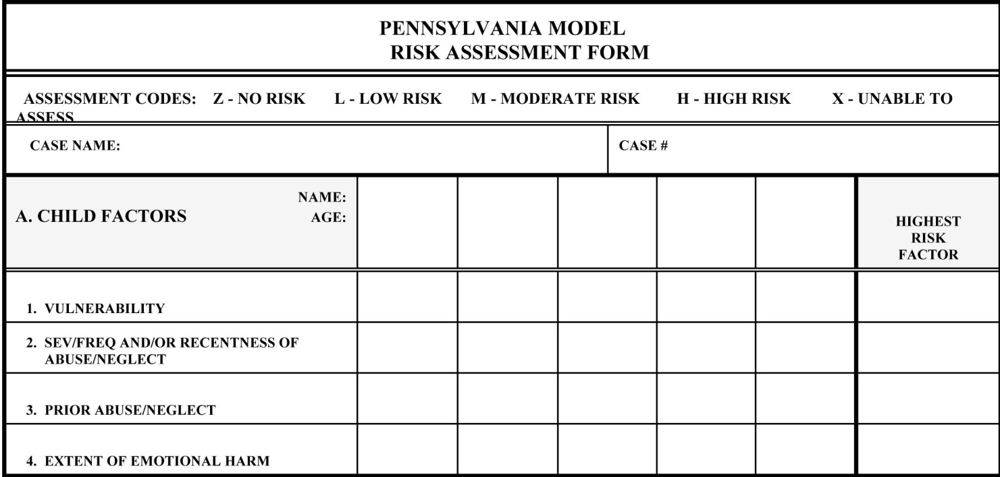 PENNSYLVANIA MODEL
RISK ASSESSMENT FORM
ASSESSMENT CODES: Z - NO RISK L - LOW RISK M - MODERATE RISK H - HIGH RISK X - UNABLE TO
ASSESS
CASE NAME:
CASE #
NAME:
A. CHILD FACTORS AGE:
HIGHEST
RISK
FACTOR
1. VULNERABILITY
2. SEV/FREQ AND/OR RECENTNESS OF
ABUSE/NEGLECT
3. PRIOR ABUSE/NEGLECT
4. EXTENT OF EMOTIONAL HARM